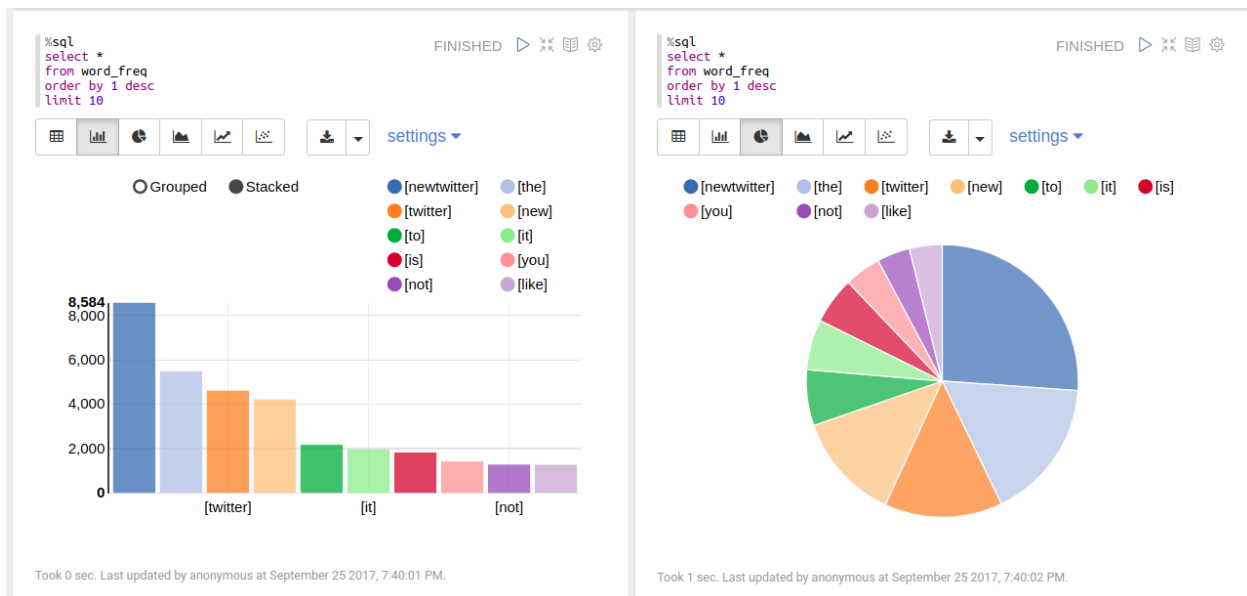 %sql
select *
from word_freq
order by 1 desc
limit 10
FINISHED
settings
Grouped Stacked
[newtwitter] [the]
[twitter] [new]
[to] [it]
[is] [you]
[not] [like]
8,584
8,000
6,000
4,000
2,000
0
[twitter] [it] [not]
Took 0 sec. Last updated by anonymous at September 25 2017, 7:40:01 PM.
%sql
select *
from word_freq
order by 1 desc
limit 10
FINISHED
settings
[newtwitter] [the] [twitter] [new] [to] [it] [is]
[you] [not] [like]
Took 1 sec. Last updated by anonymous at September 25 2017, 7:40:02 PM.